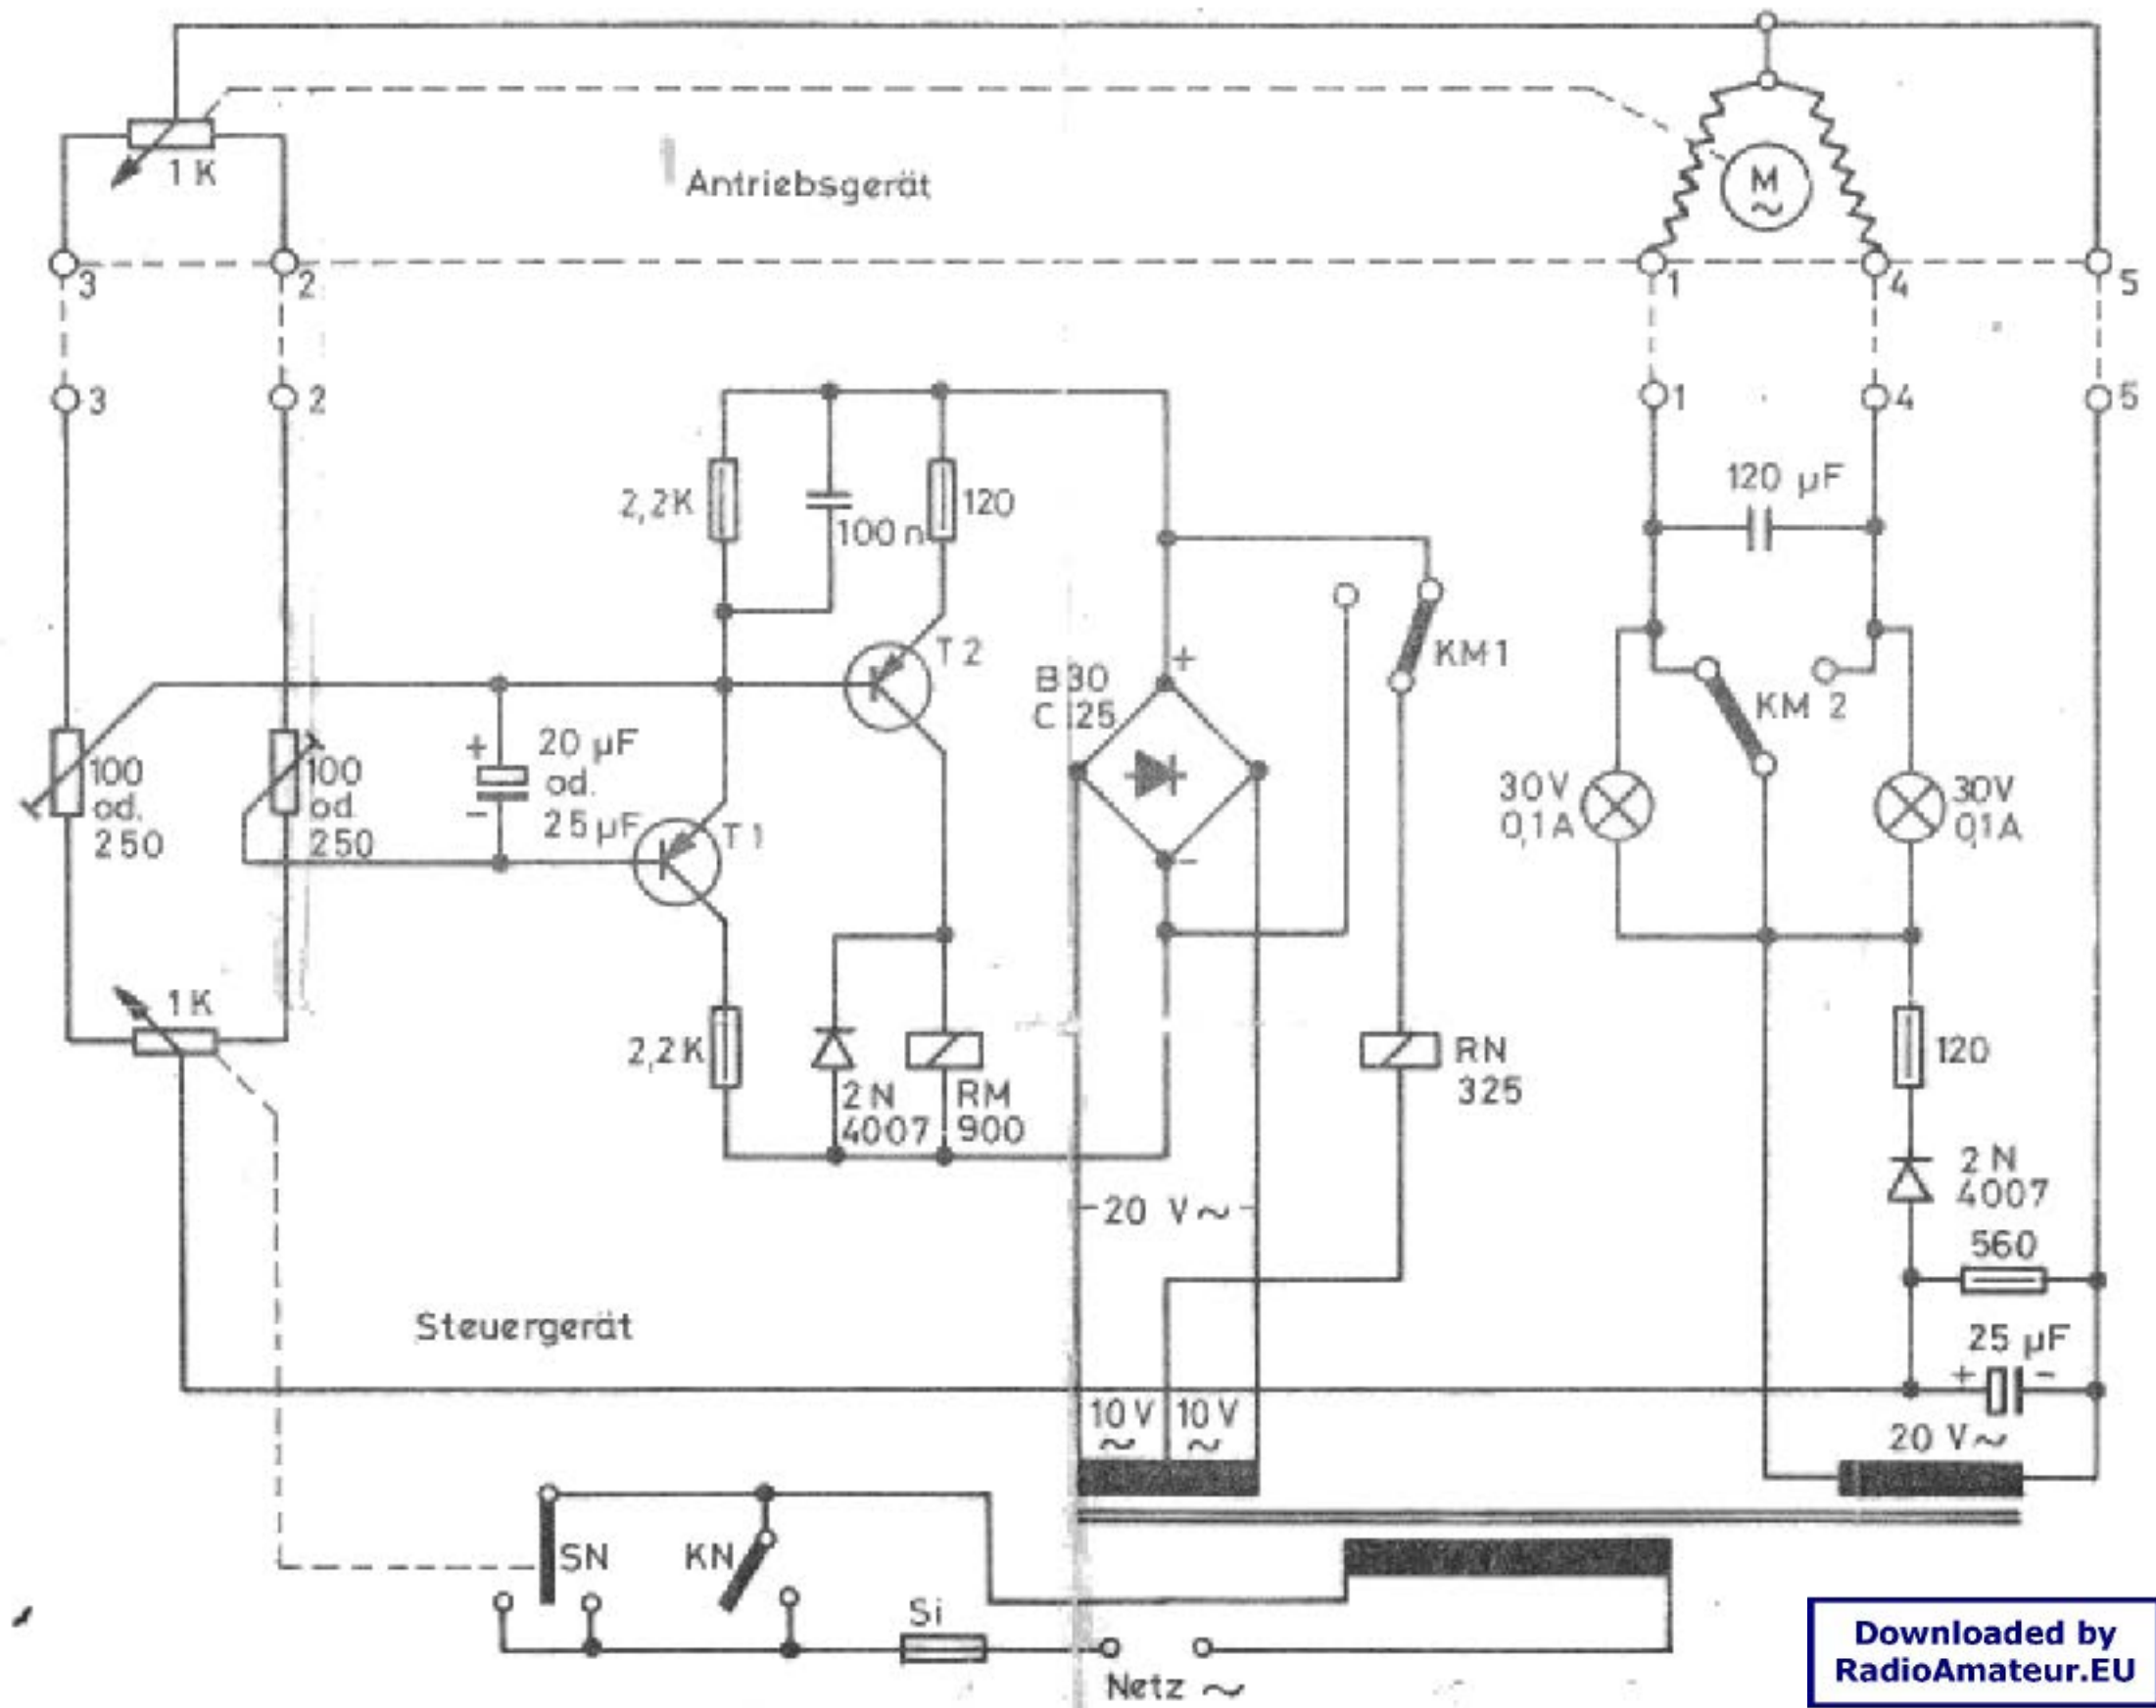 1 K
Antriebsgerät
M
~
3
2
1
4
5
3
2
1
4
5
2,2K
100 n
120
120 µF
T 2
KM1
B30
C 25
+
KM 2
100
od.
250
100
od.
250
+
20 µF
od.
25 µF
−
T 1
30V
0,1A
30V
0,1A
−
1 K
2,2K
2 N
4007
RM
900
RN
325
120
2 N
4007
20 V ~
560
Steuergerät
25 µF
+
-
10 V
~
10 V
~
20 V ~
SN
KN
Si
Netz ~
Downloaded by
RadioAmateur.EU